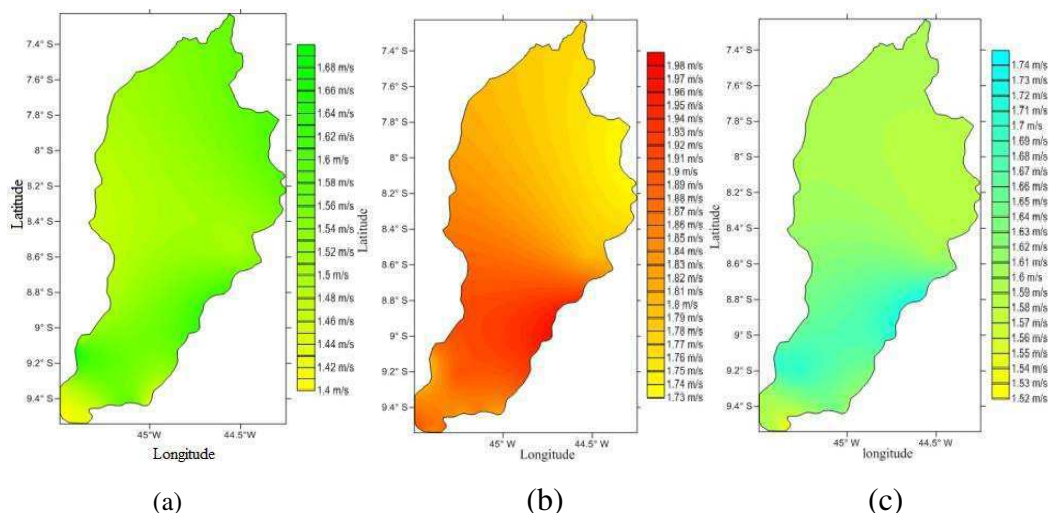 Latitude
7.4° S
7.6° S
7.8° S
8° S
8.2° S
8.4° S
8.6° S
8.8° S
9° S
9.2° S
9.4° S
45° W
44.5° W
Longitude
1.68 m/s
1.66 m/s
1.64 m/s
1.62 m/s
1.6 m/s
1.58 m/s
1.56 m/s
1.54 m/s
1.52 m/s
1.5 m/s
1.48 m/s
1.46 m/s
1.44 m/s
1.42 m/s
1.4 m/s
(a)
Latitude
7.4° S
7.6° S
7.8° S
8° S
8.2° S
8.4° S
8.6° S
8.8° S
9° S
9.2° S
9.4° S
45° W
44.5° W
Longitude
1.98 m/s
1.97 m/s
1.96 m/s
1.95 m/s
1.94 m/s
1.93 m/s
1.92 m/s
1.91 m/s
1.9 m/s
1.89 m/s
1.88 m/s
1.87 m/s
1.86 m/s
1.85 m/s
1.84 m/s
1.83 m/s
1.82 m/s
1.81 m/s
1.8 m/s
1.79 m/s
1.78 m/s
1.77 m/s
1.76 m/s
1.75 m/s
1.74 m/s
1.73 m/s
(b)
Latitude
7.4° S
7.6° S
7.8° S
8° S
8.2° S
8.4° S
8.6° S
8.8° S
9° S
9.2° S
9.4° S
45° W
44.5° W
longitude
1.74 m/s
1.73 m/s
1.72 m/s
1.71 m/s
1.7 m/s
1.69 m/s
1.68 m/s
1.67 m/s
1.66 m/s
1.65 m/s
1.64 m/s
1.62 m/s
1.61 m/s
1.6 m/s
1.59 m/s
1.58 m/s
1.57 m/s
1.56 m/s
1.55 m/s
1.54 m/s
1.53 m/s
1.52 m/s
(c)